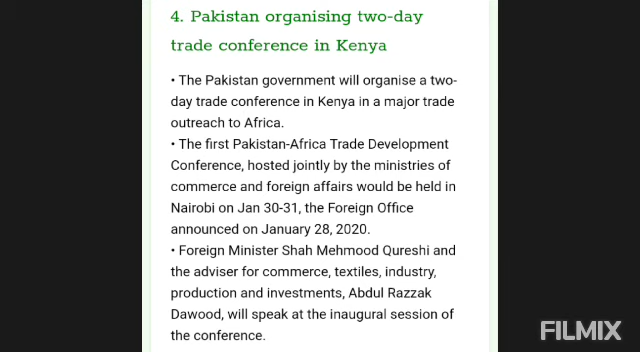 4. Pakistan organising two-day
trade conference in Kenya
• The Pakistan government will organise a two-
day trade conference in Kenya in a major trade
outreach to Africa.
• The first Pakistan-Africa Trade Development
Conference, hosted jointly by the ministries of
commerce and foreign affairs would be held in
Nairobi on Jan 30-31, the Foreign Office
announced on January 28, 2020.
• Foreign Minister Shah Mehmood Qureshi and
the adviser for commerce, textiles, industry,
production and investments, Abdul Razzak
Dawood, will speak at the inaugural session of
the conference.
FILMIX